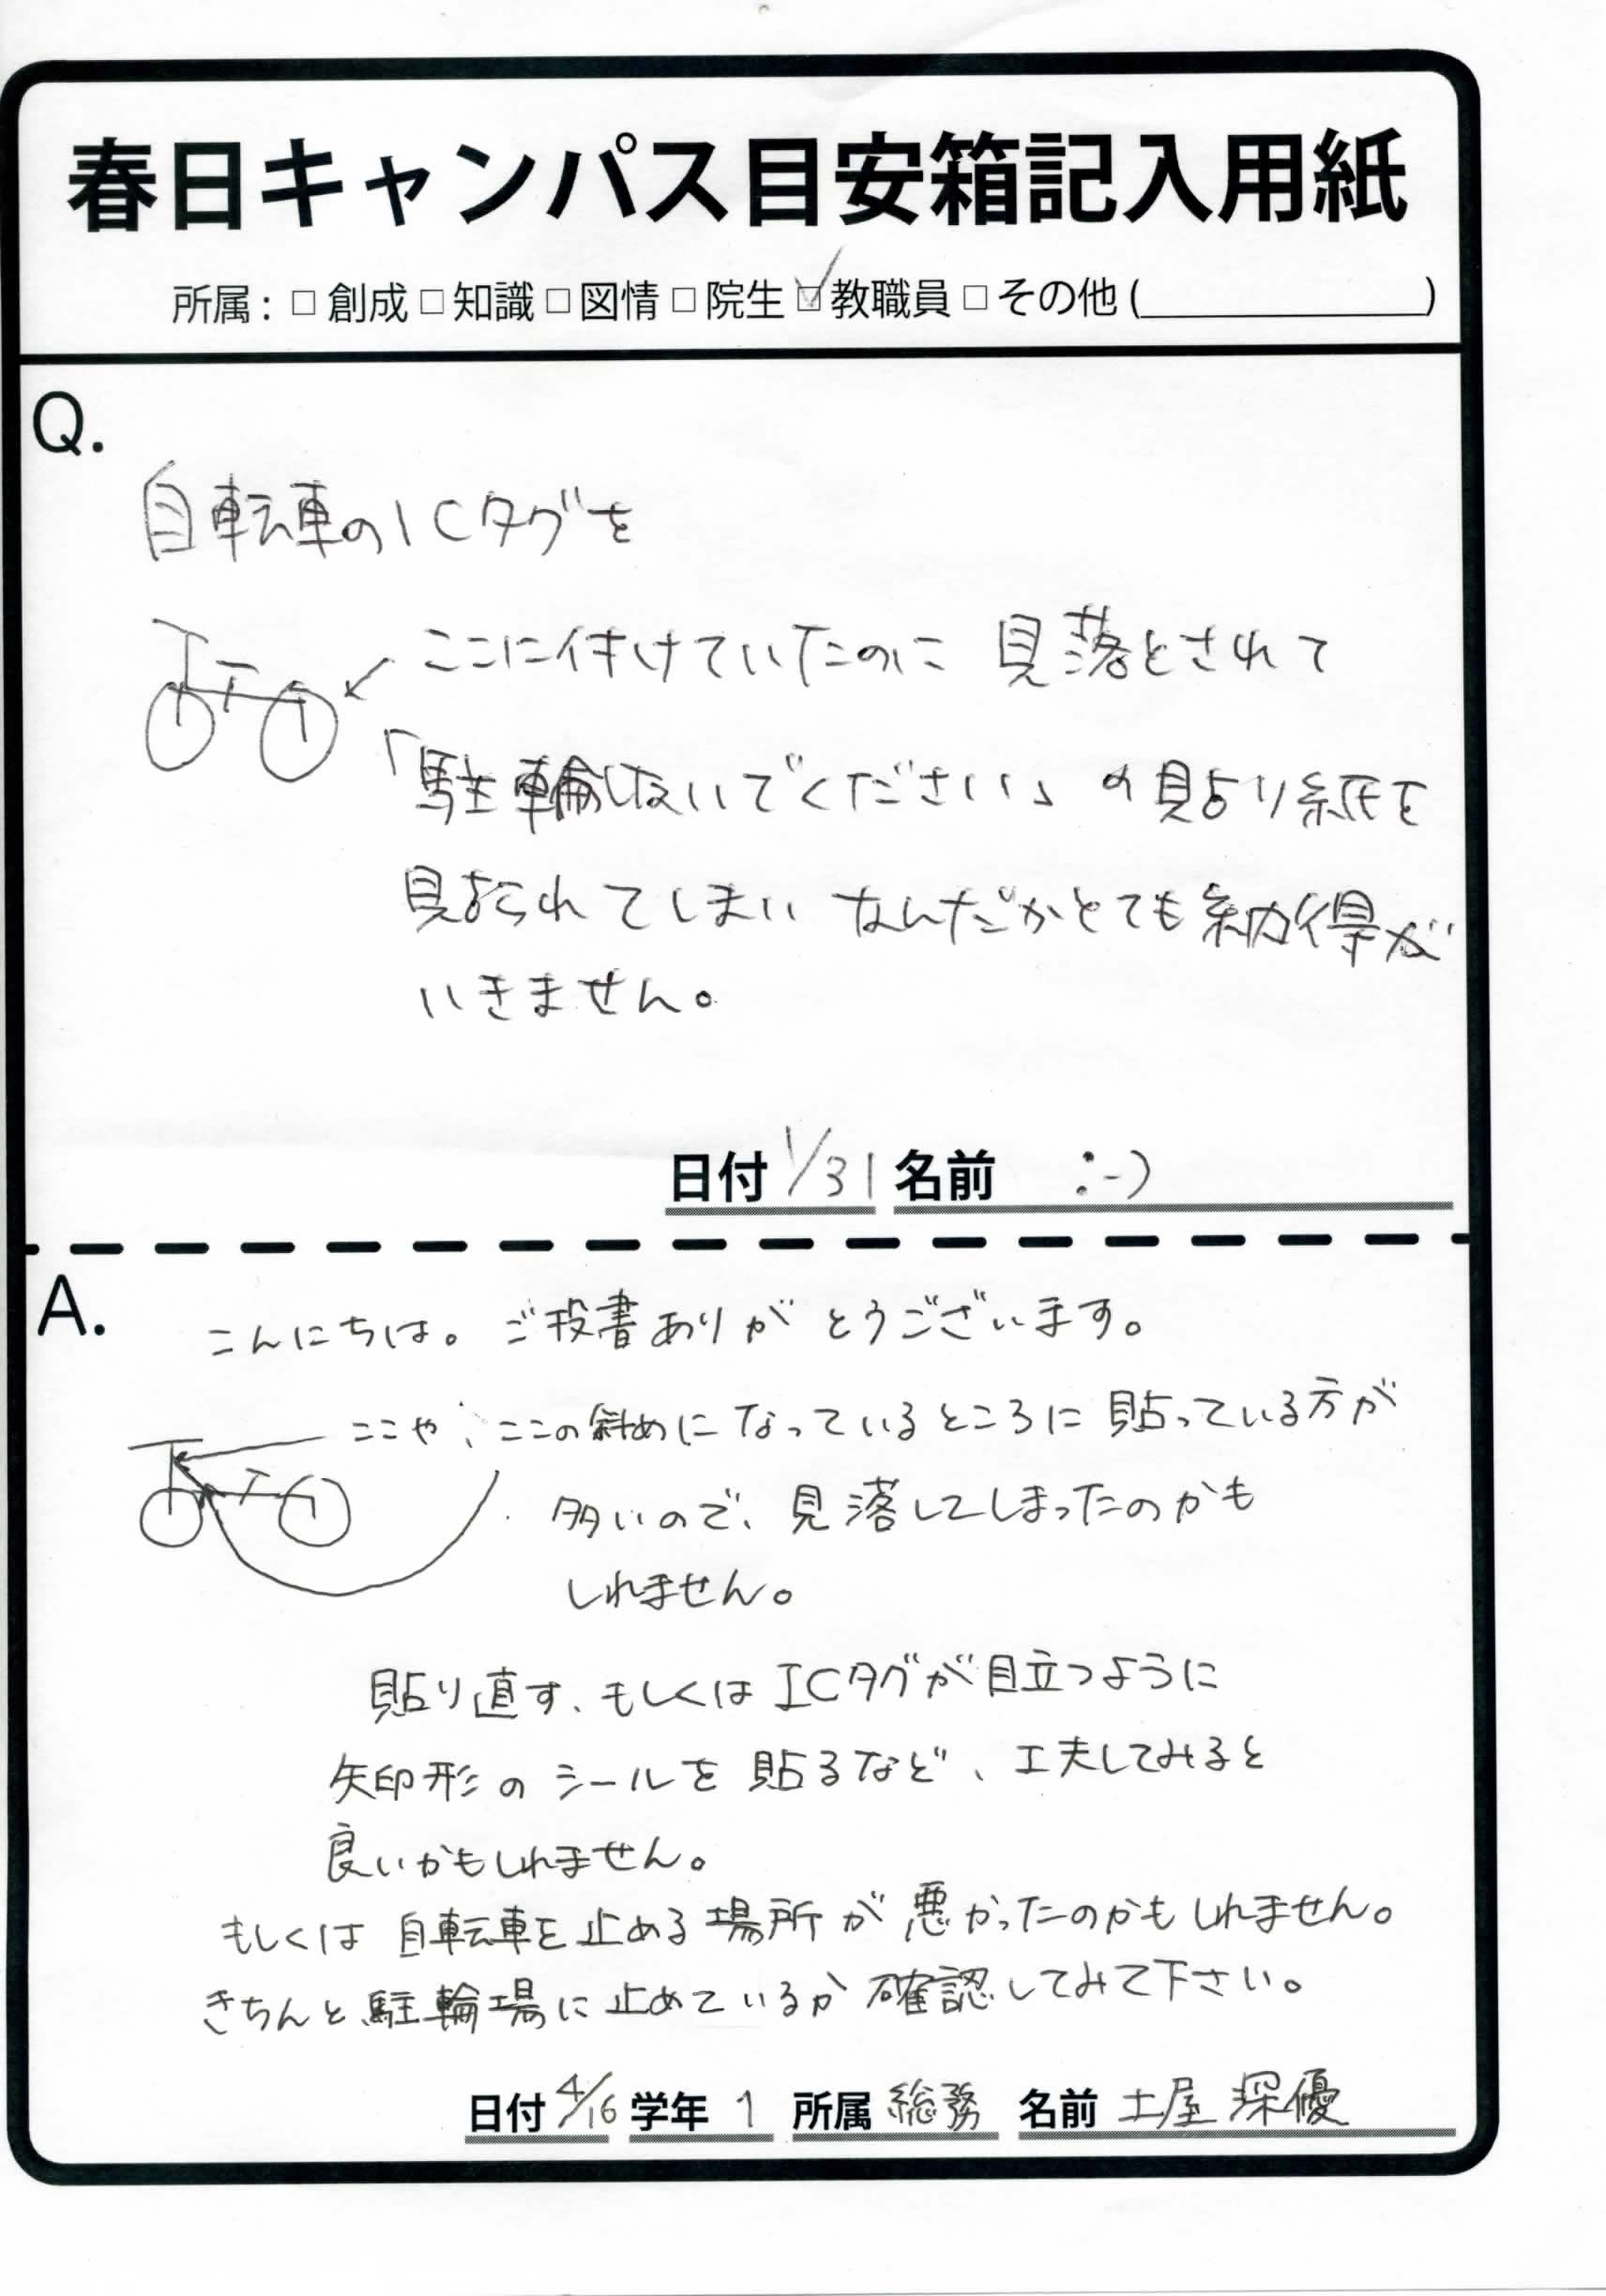 春日キャンパス目安箱記入用紙
所属：□ 創成 □ 知識 □ 図情 □ 院生 ☑ 教職員 □ その他 (　　　　　)
Q.
自転車のICタグを
ここに付けていたのに 見落とされて
「駐輪しないでください」の貼り紙を
貼られてしまい なんだかとても納得が
いきません。
日付 1/31 名前 :-)
A.
こんにちは。ご投書ありがとうございます。
ここや、ここの斜めになっているところに貼っている方が
多いので、見落してしまったのかも
しれません。
貼り直す、もしくはICタグが目立つように
矢印形のシールを貼るなど、工夫してみると
良いかもしれません。
もしくは自転車を止める場所が悪かったのかもしれません。
きちんと駐輪場に止めているか確認してみて下さい。
日付 4/16 学年 1 所属 総務 名前 土屋 深優